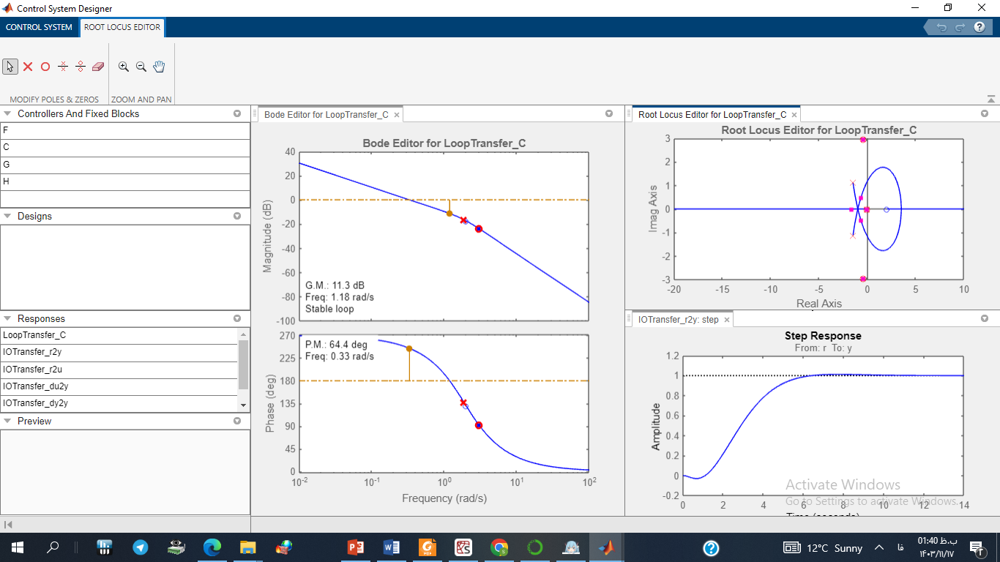 Control System Designer
CONTROL SYSTEM
ROOT LOCUS EDITOR
MODIFY POLES & ZEROS
ZOOM AND PAN
Controllers And Fixed Blocks
F
C
G
H
Designs
Responses
LoopTransfer_C
IOTransfer_r2y
IOTransfer_r2u
IOTransfer_du2y
IOTransfer_dy2y
Preview
Bode Editor for LoopTransfer_C
Bode Editor for LoopTransfer_C
40
20
0
-20
-40
-60
-80
-100
Magnitude (dB)
G.M.: 11.3 dB
Freq: 1.18 rad/s
Stable loop
270
225
180
135
90
45
0
Phase (deg)
P.M.: 64.4 deg
Freq: 0.33 rad/s
10⁻² 10⁻¹ 10⁰ 10¹ 10²
Frequency (rad/s)
Root Locus Editor for LoopTransfer_C
Root Locus Editor for LoopTransfer_C
3
2
1
0
-1
-2
-3
Imag Axis
-20 -15 -10 -5 0 5 10
Real Axis
IOTransfer_r2y: step
Step Response
From: r To: y
1.2
1
0.8
0.6
0.4
0.2
0
-0.2
Amplitude
0 2 4 6 8 10 12 14
Time (seconds)
Activate Windows
Go to Settings to activate Windows.
12°C Sunny
فا
01:40 ب.ظ
۱۴۰۳/۱۱/۱۷